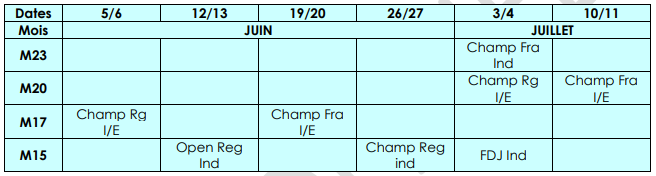 Dates 5/6 12/13 19/20 26/27 3/4 10/11
Mois JUIN JUILLET
M23 Champ Fra Ind
M20 Champ Rg I/E Champ Fra I/E
M17 Champ Rg I/E Champ Fra I/E
M15 Open Reg Ind Champ Reg ind FDJ Ind